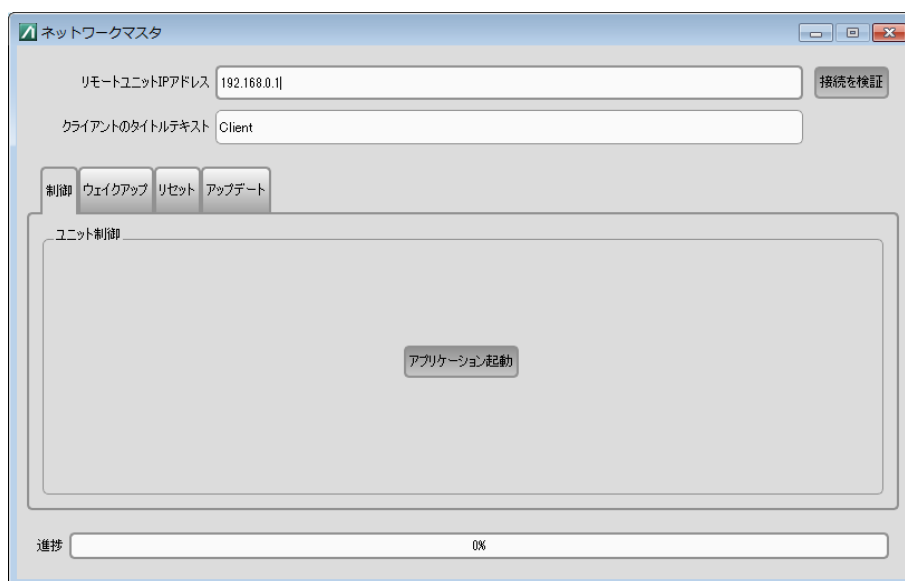 ネットワークマスタ
リモートユニットIPアドレス 192.168.0.1 接続を検証
クライアントのタイトルテキスト Client
制御 ウェイクアップ リセット アップデート
ユニット制御
アプリケーション起動
進捗 0%